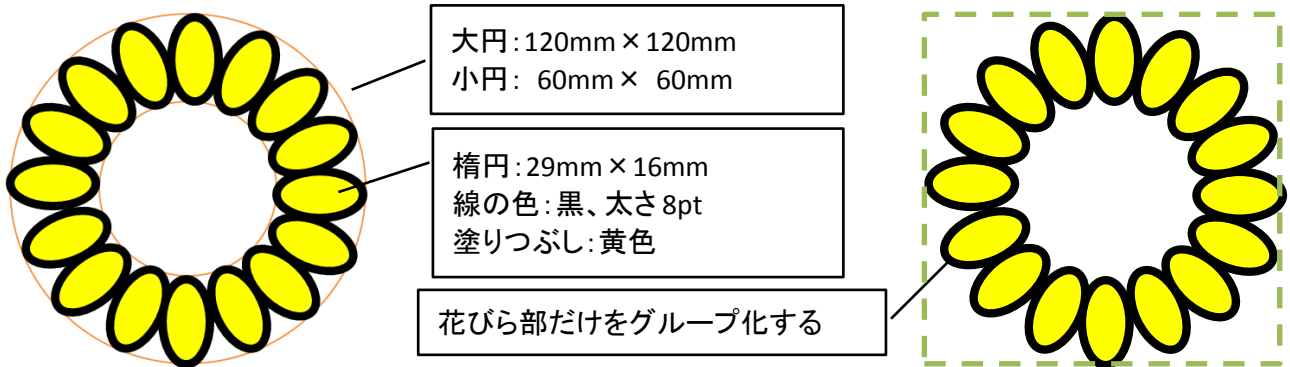 大円：120mm×120mm
小円： 60mm× 60mm
楕円：29mm×16mm
線の色：黒、太さ8pt
塗りつぶし：黄色
花びら部だけをグループ化する